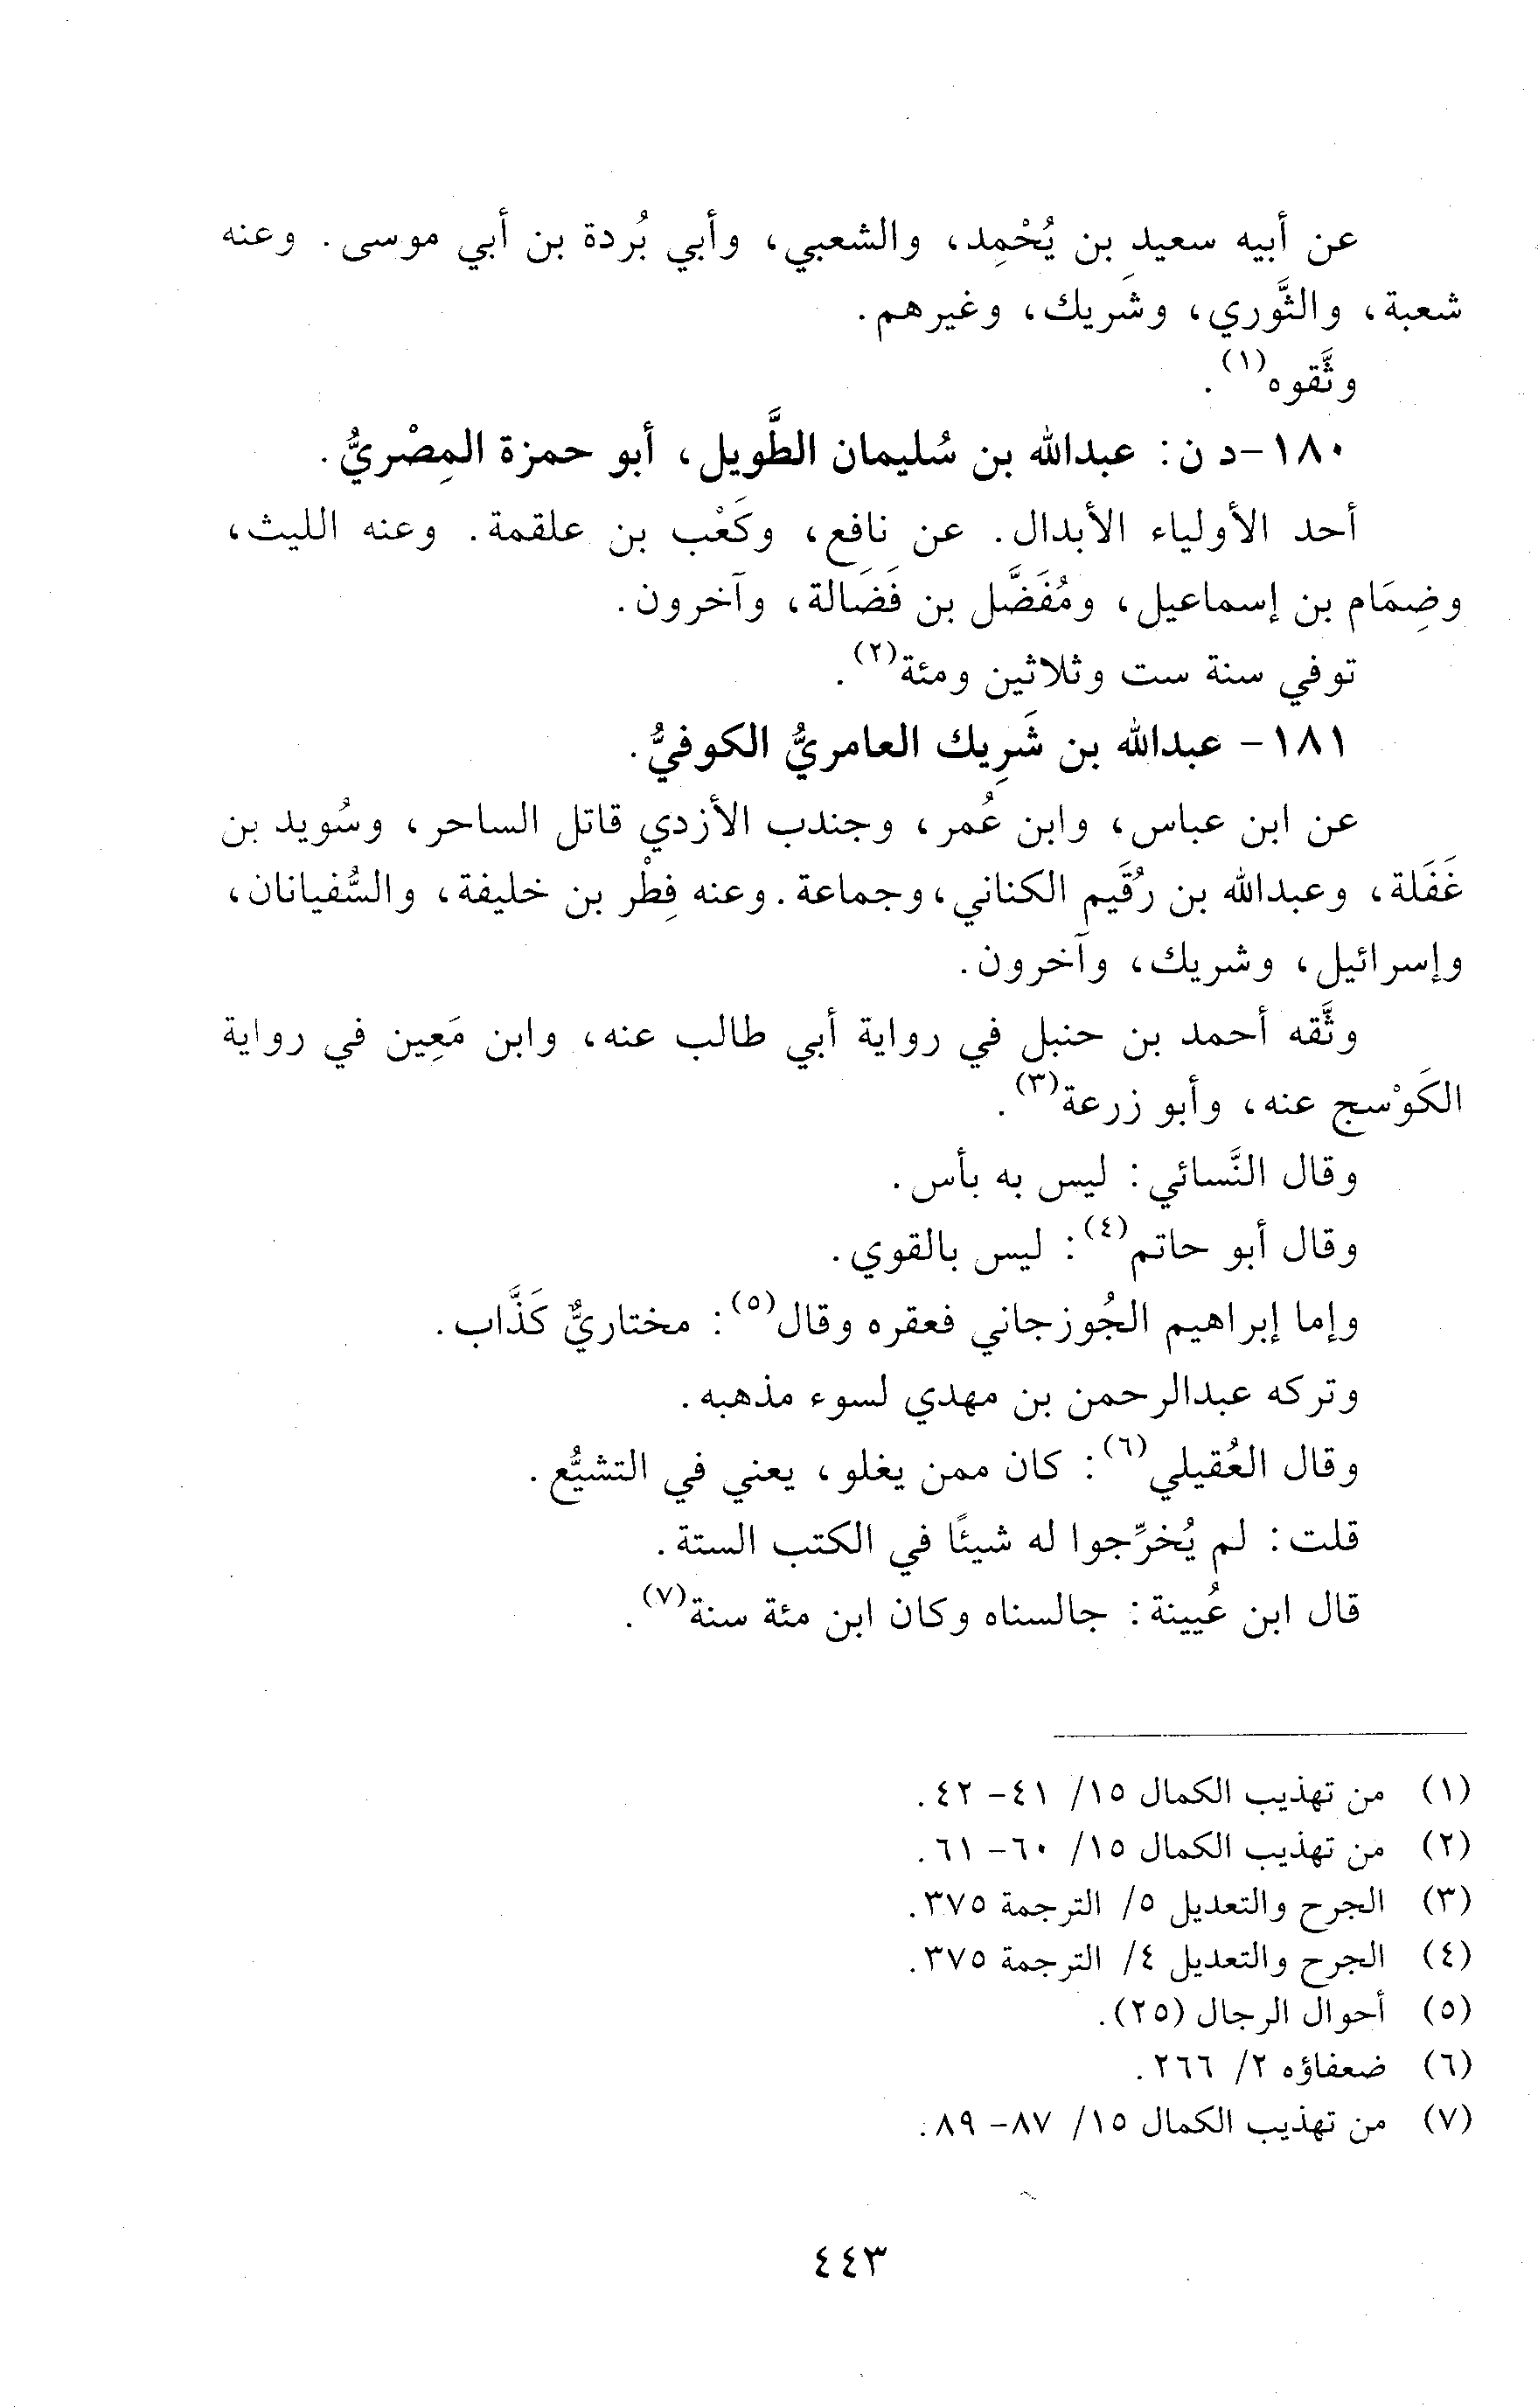 عن أبيه سعيد بن يُحْمِد، والشعبي، وأبي بُردة بن أبي موسى. وعنه
شعبة، والثَّوري، وشَريك، وغيرهم.
وثَّقوه(١).
١٨٠-د ن: عبدالله بن سُليمان الطَّويل، أبو حمزة المِصْريُّ.
أحد الأولياء الأبدال. عن نافع، وكَعْب بن علقمة. وعنه الليث،
وضِمَام بن إسماعيل، ومُفَضَّل بن فَضَالة، وآخرون.
توفي سنة ست وثلاثين ومئة(٢).
١٨١- عبدالله بن شَرِيك العامريُّ الكوفيُّ.
عن ابن عباس، وابن عُمر، وجندب الأزدي قاتل الساحر، وسُويد بن
غَفَلة، وعبدالله بن رُقَيم الكناني، وجماعة. وعنه فِطْر بن خليفة، والسُّفيانان،
وإسرائيل، وشريك، وآخرون.
وثَّقه أحمد بن حنبل في رواية أبي طالب عنه، وابن مَعِين في رواية
الكَوْسج عنه، وأبو زرعة(٣).
وقال النَّسائي: ليس به بأس.
وقال أبو حاتم(٤): ليس بالقوي.
وإما إبراهيم الجُوزجاني فعقره وقال(٥): مختاريٌّ كَذَّاب.
وتركه عبدالرحمن بن مهدي لسوء مذهبه.
وقال العُقيلي(٦): كان ممن يغلو، يعني في التشيُّع.
قلت: لم يُخرِّجوا له شيئًا في الكتب الستة.
قال ابن عُيينة: جالسناه وكان ابن مئة سنة(٧).
(١) من تهذيب الكمال ١٥/ ٤١- ٤٢.
(٢) من تهذيب الكمال ١٥/ ٦٠- ٦١.
(٣) الجرح والتعديل ٥/ الترجمة ٣٧٥.
(٤) الجرح والتعديل ٤/ الترجمة ٣٧٥.
(٥) أحوال الرجال (٢٥).
(٦) ضعفاؤه ٢/ ٢٦٦.
(٧) من تهذيب الكمال ١٥/ ٨٧- ٨٩.
٤٤٣